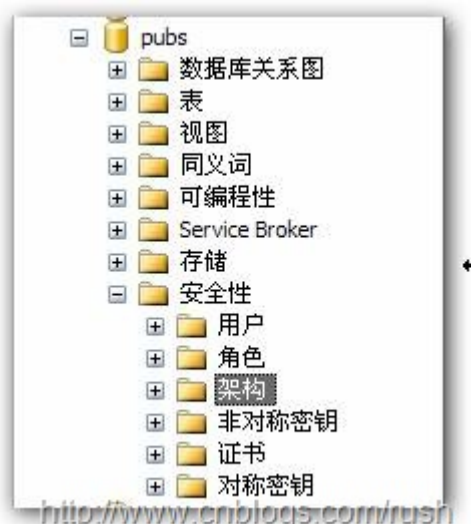 pubs
数据库关系图
表
视图
同义词
可编程性
Service Broker
存储
安全性
用户
角色
架构
非对称密钥
证书
对称密钥
http://www.cnblogs.com/rush